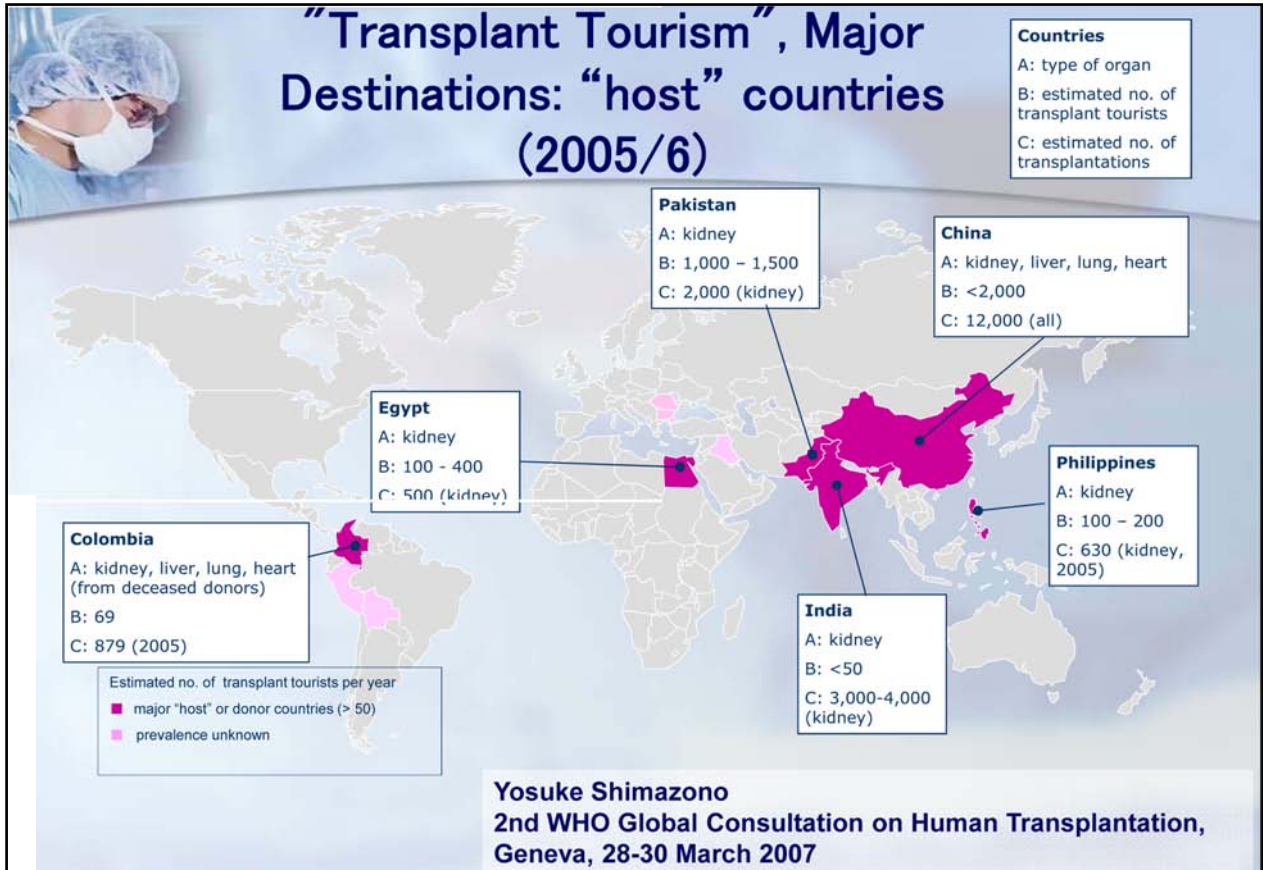 "Transplant Tourism", Major
Destinations: “host” countries
(2005/6)
Countries
A: type of organ
B: estimated no. of
transplant tourists
C: estimated no. of
transplantations
Pakistan
A: kidney
B: 1,000 – 1,500
C: 2,000 (kidney)
China
A: kidney, liver, lung, heart
B: <2,000
C: 12,000 (all)
Egypt
A: kidney
B: 100 - 400
C: 500 (kidney)
Philippines
A: kidney
B: 100 – 200
C: 630 (kidney,
2005)
Colombia
A: kidney, liver, lung, heart
(from deceased donors)
B: 69
C: 879 (2005)
India
A: kidney
B: <50
C: 3,000-4,000
(kidney)
Estimated no. of transplant tourists per year
major "host" or donor countries (> 50)
prevalence unknown
Yosuke Shimazono
2nd WHO Global Consultation on Human Transplantation,
Geneva, 28-30 March 2007